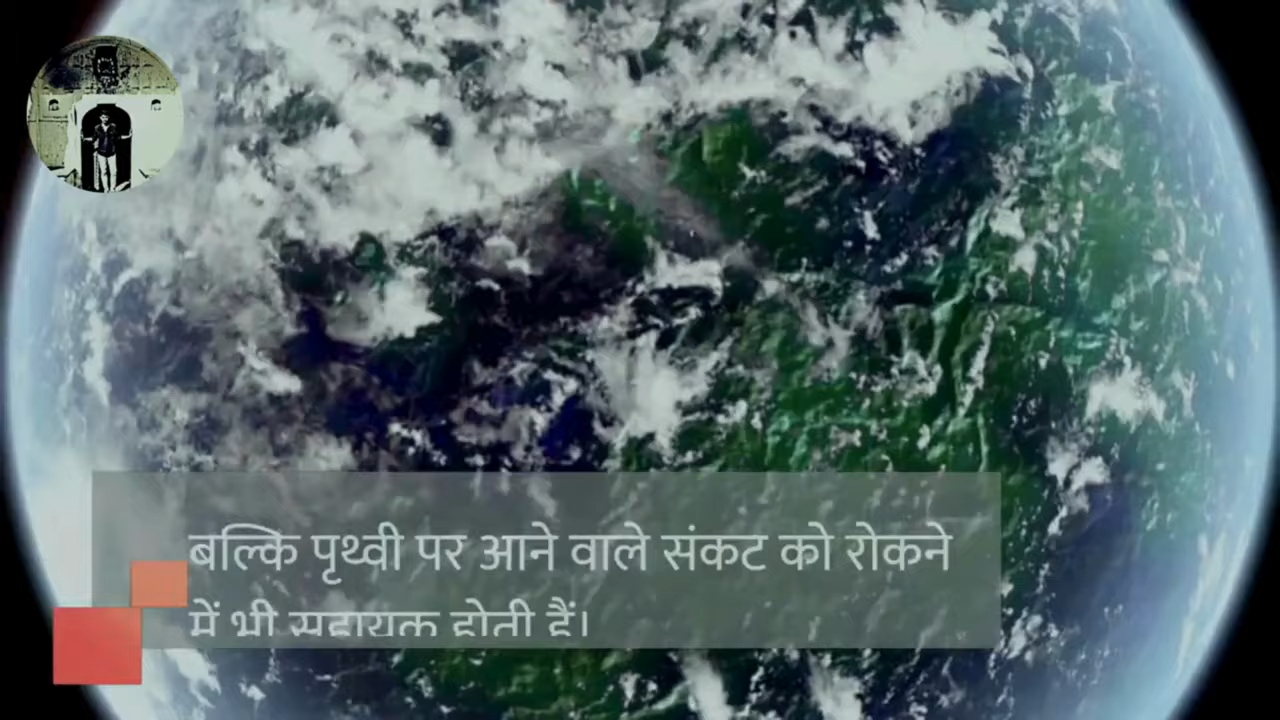 बल्कि पृथ्वी पर आने वाले संकट को रोकने
में भी सहायक होती हैं।